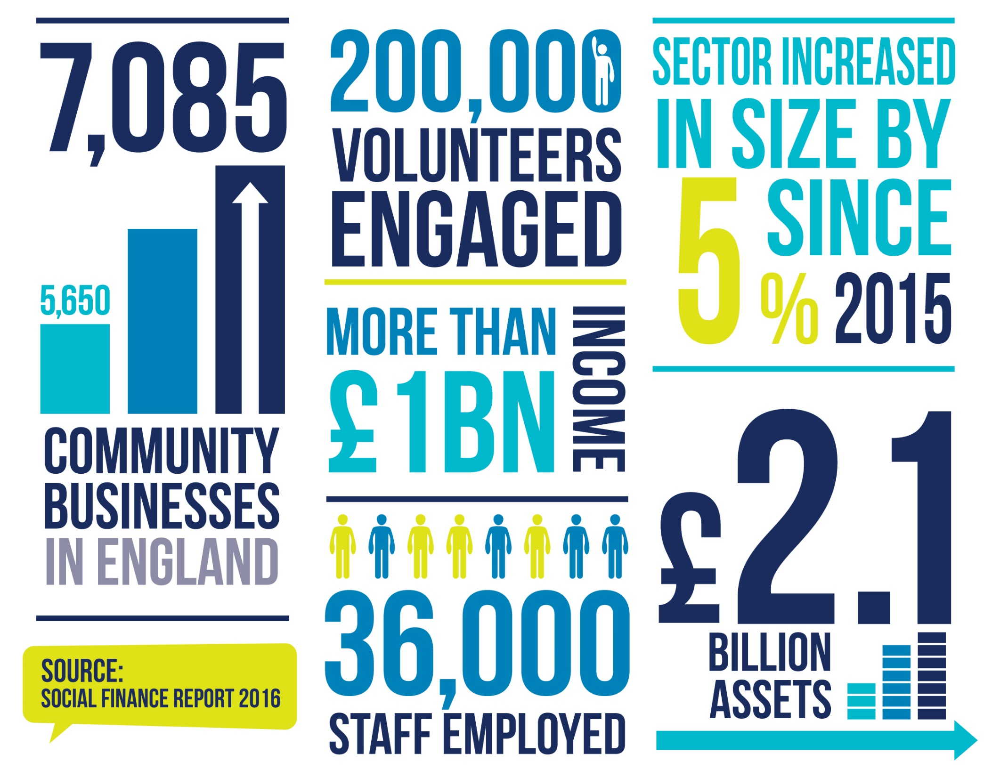 7,085
5,650
COMMUNITY
BUSINESSES
IN ENGLAND
SOURCE:
SOCIAL FINANCE REPORT 2016
200,000
VOLUNTEERS
ENGAGED
MORE THAN
£1BN
INCOME
36,000
STAFF EMPLOYED
SECTOR INCREASED
IN SIZE BY
5% SINCE
2015
£2.1
BILLION
ASSETS